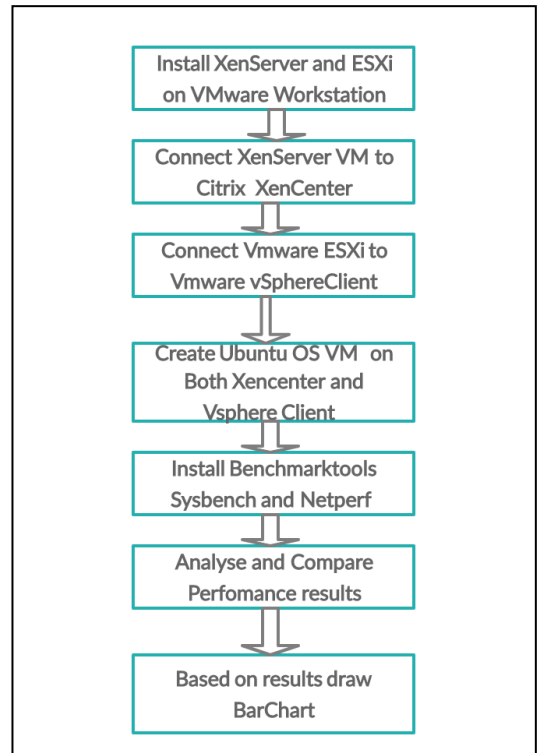 Install XenServer and ESXi
on VMware Workstation
Connect XenServer VM to
Citrix XenCenter
Connect Vmware ESXi to
Vmware vSphereClient
Create Ubuntu OS VM on
Both Xencenter and
Vsphere Client
Install Benchmarktools
Sysbench and Netperf
Analyse and Compare
Perfomance results
Based on results draw
BarChart